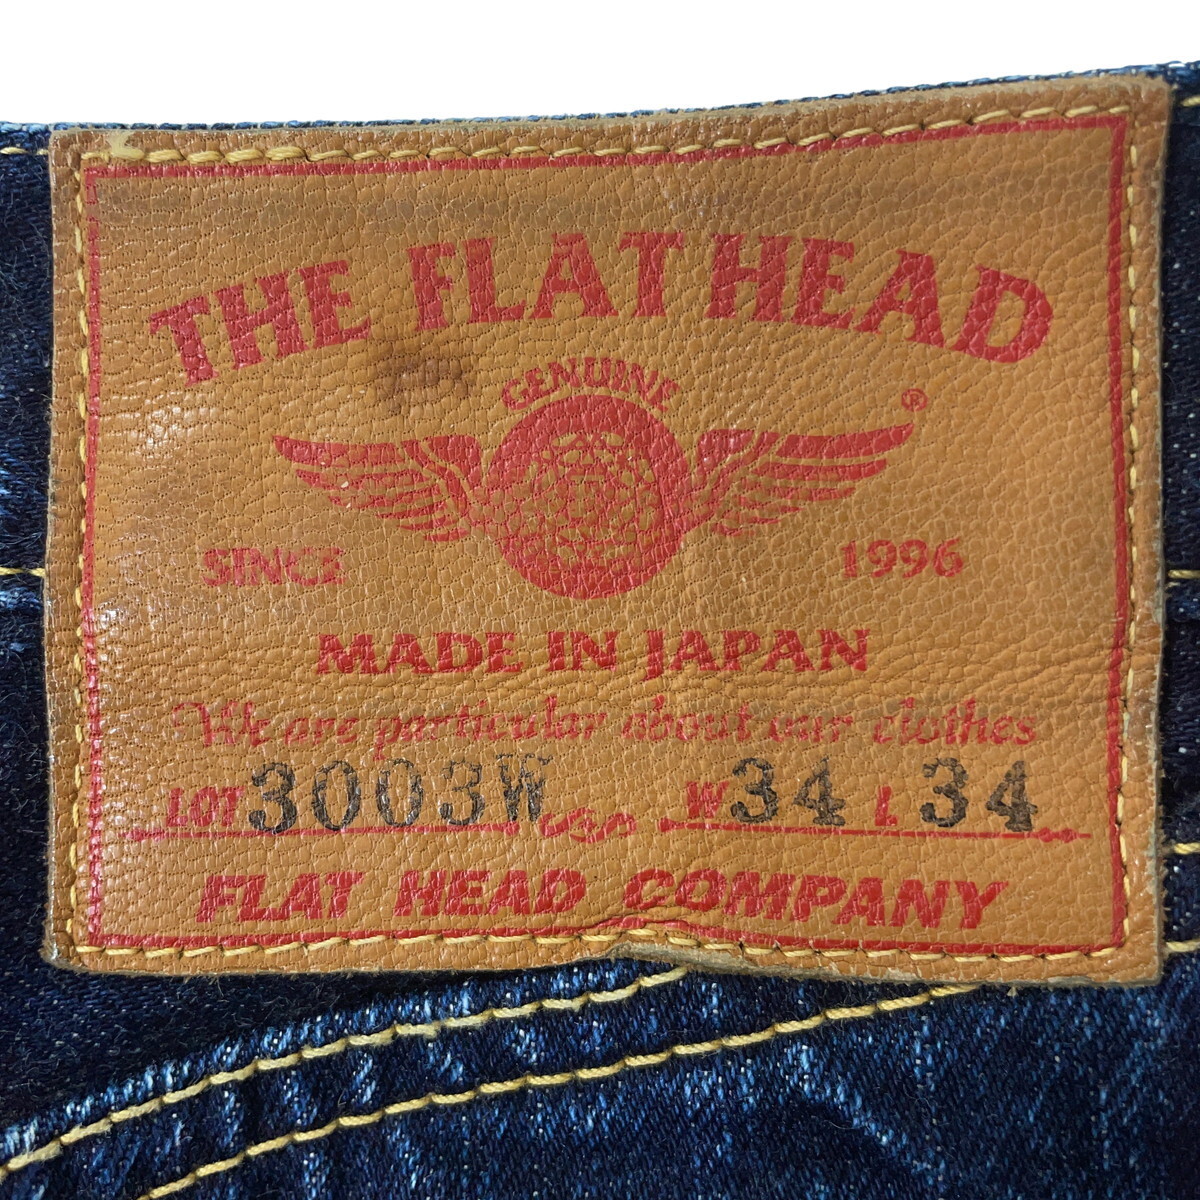 THE FLAT HEAD
GENUINE
®
SINCE 1996
MADE IN JAPAN
We are particular about our clothes
LOT 3003W W 34 L 34
FLAT HEAD COMPANY